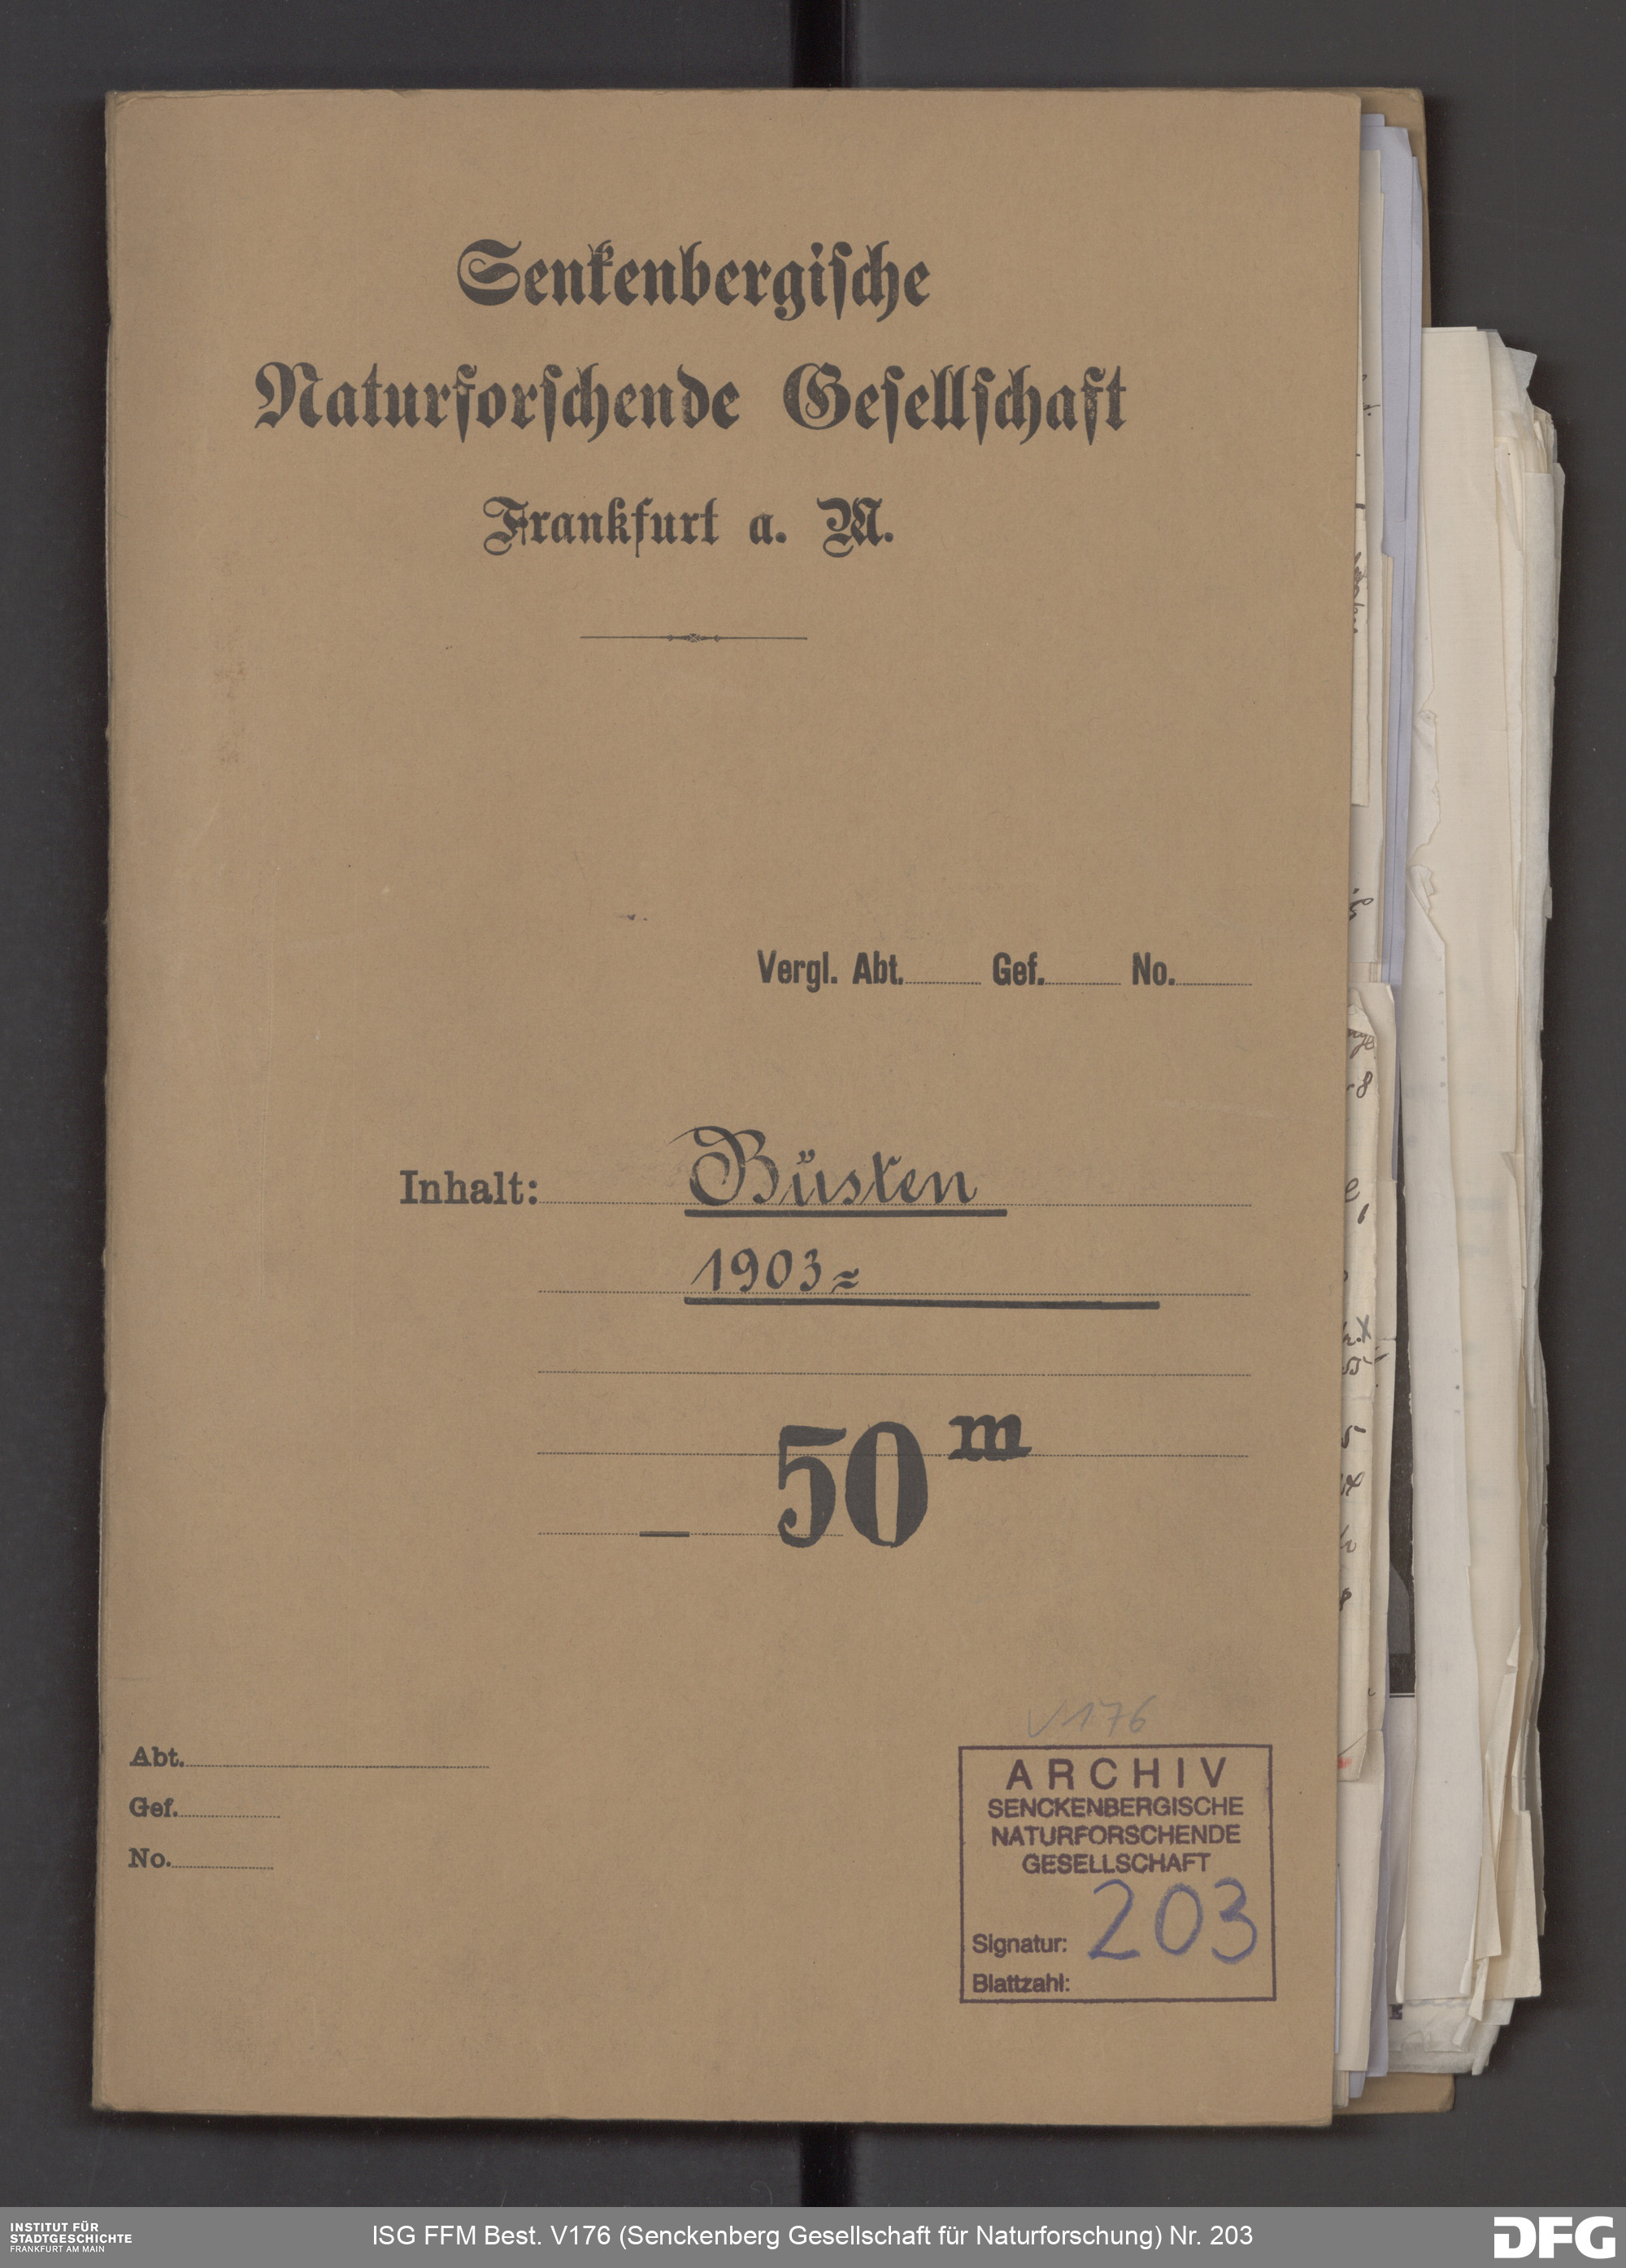 Senkenbergische
Naturforschende Gesellschaft
Frankfurt a. M.
Vergl. Abt. Gef. No.
Inhalt: Büsten
1903=
50 m
V176
Abt.
Gef.
No.
ARCHIV
SENCKENBERGISCHE
NATURFORSCHENDE
GESELLSCHAFT
Signatur: 203
Blattzahl:
INSTITUT FÜR
STADTGESCHICHTE
FRANKFURT AM MAIN
ISG FFM Best. V176 (Senckenberg Gesellschaft für Naturforschung) Nr. 203
DFG